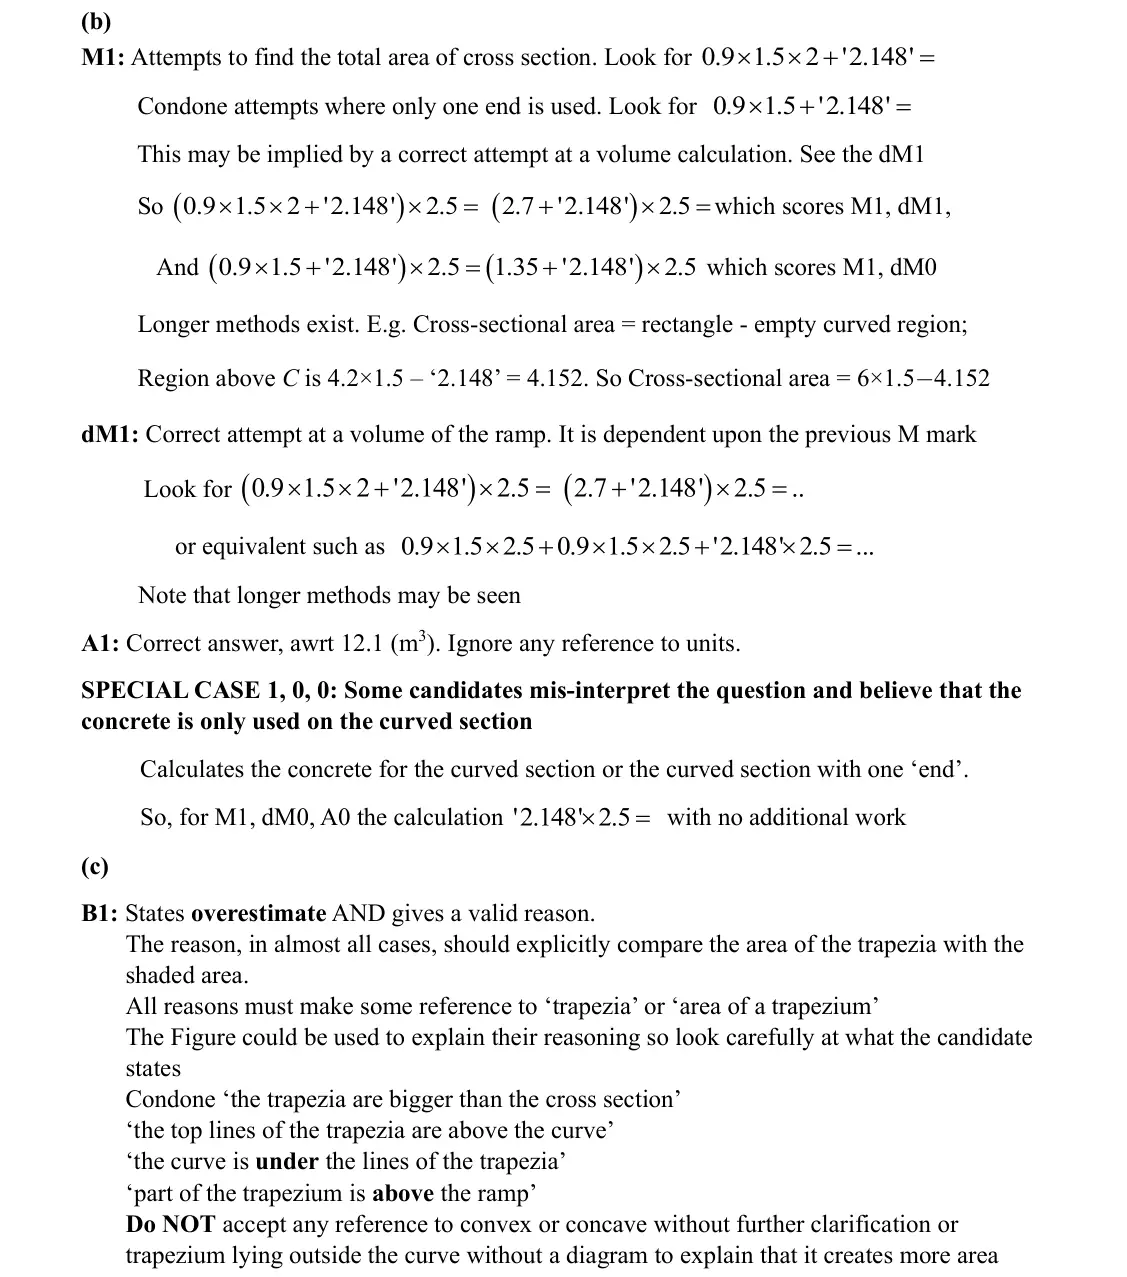 (b)
M1: Attempts to find the total area of cross section. Look for 0.9×1.5×2+'2.148'=
Condone attempts where only one end is used. Look for 0.9×1.5+'2.148'=
This may be implied by a correct attempt at a volume calculation. See the dM1
So (0.9×1.5×2+'2.148')×2.5= (2.7+'2.148')×2.5=which scores M1, dM1,
And (0.9×1.5+'2.148')×2.5=(1.35+'2.148')×2.5 which scores M1, dM0
Longer methods exist. E.g. Cross-sectional area = rectangle - empty curved region;
Region above C is 4.2×1.5 – ‘2.148’ = 4.152. So Cross-sectional area = 6×1.5−4.152
dM1: Correct attempt at a volume of the ramp. It is dependent upon the previous M mark
Look for (0.9×1.5×2+'2.148')×2.5= (2.7+'2.148')×2.5=..
or equivalent such as 0.9×1.5×2.5+0.9×1.5×2.5+'2.148'×2.5=...
Note that longer methods may be seen
A1: Correct answer, awrt 12.1 (m³). Ignore any reference to units.
SPECIAL CASE 1, 0, 0: Some candidates mis-interpret the question and believe that the
concrete is only used on the curved section
Calculates the concrete for the curved section or the curved section with one ‘end’.
So, for M1, dM0, A0 the calculation '2.148'×2.5= with no additional work
(c)
B1: States overestimate AND gives a valid reason.
The reason, in almost all cases, should explicitly compare the area of the trapezia with the
shaded area.
All reasons must make some reference to ‘trapezia’ or ‘area of a trapezium’
The Figure could be used to explain their reasoning so look carefully at what the candidate
states
Condone ‘the trapezia are bigger than the cross section’
‘the top lines of the trapezia are above the curve’
‘the curve is under the lines of the trapezia’
‘part of the trapezium is above the ramp’
Do NOT accept any reference to convex or concave without further clarification or
trapezium lying outside the curve without a diagram to explain that it creates more area